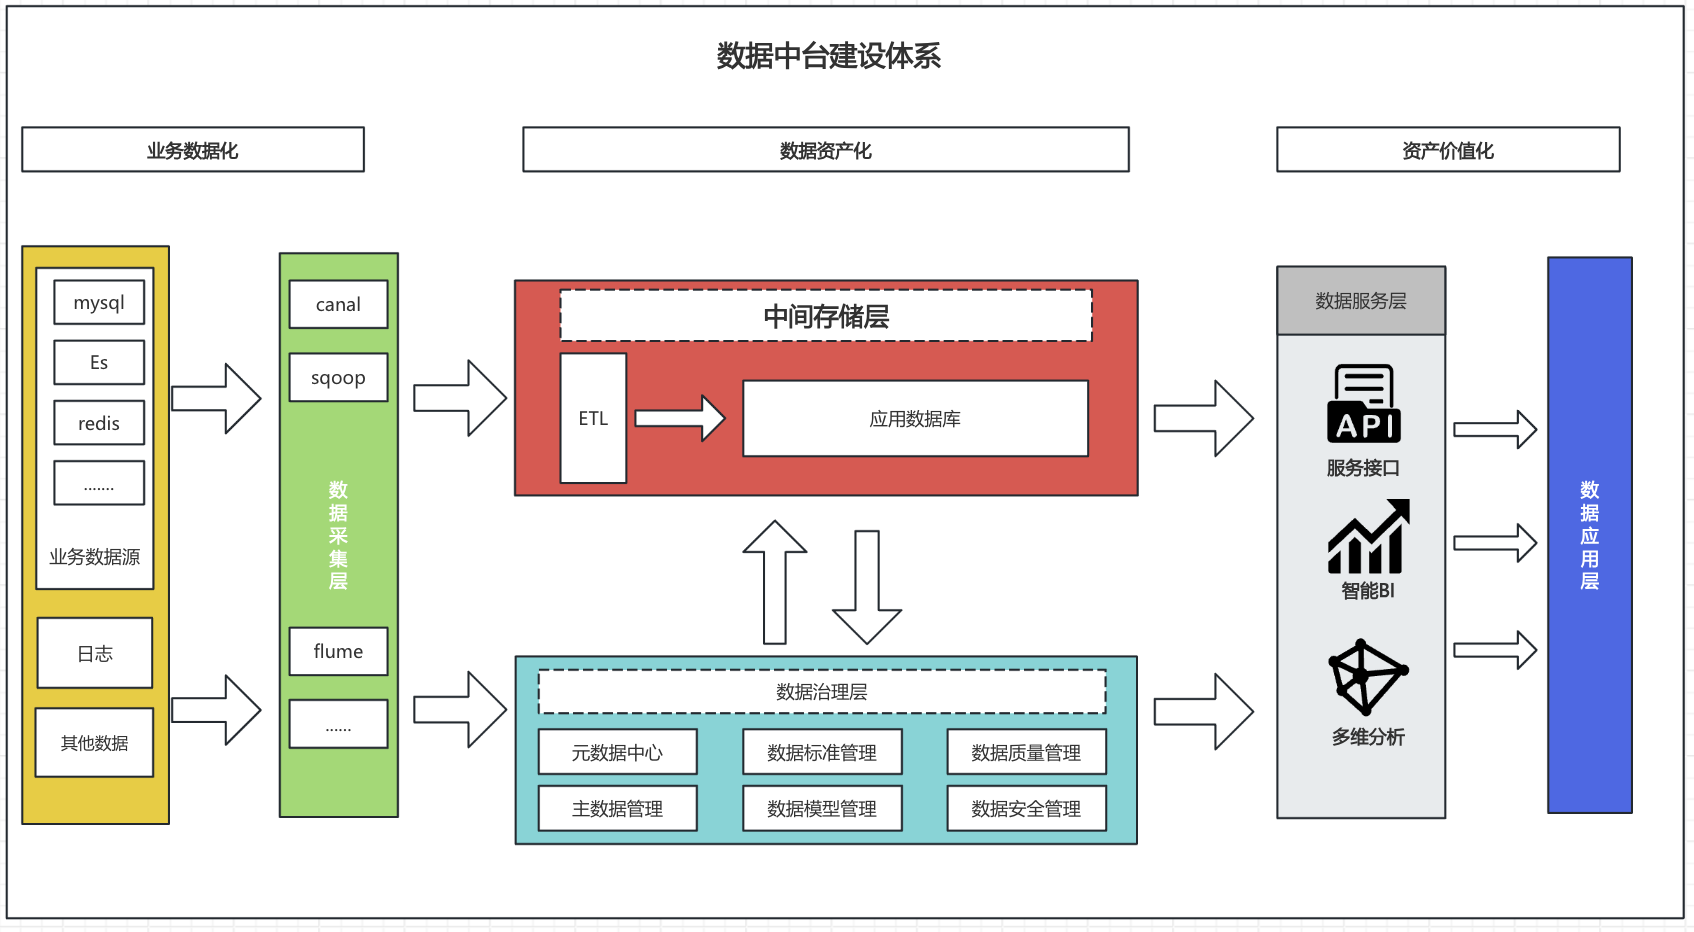 数据中台建设体系
业务数据化
数据资产化
资产价值化
mysql
Es
redis
.......
业务数据源
日志
其他数据
canal
sqoop
数据采集层
flume
......
中间存储层
ETL
应用数据库
数据治理层
元数据中心
数据标准管理
数据质量管理
主数据管理
数据模型管理
数据安全管理
数据服务层
API
服务接口
智能BI
多维分析
数据应用层